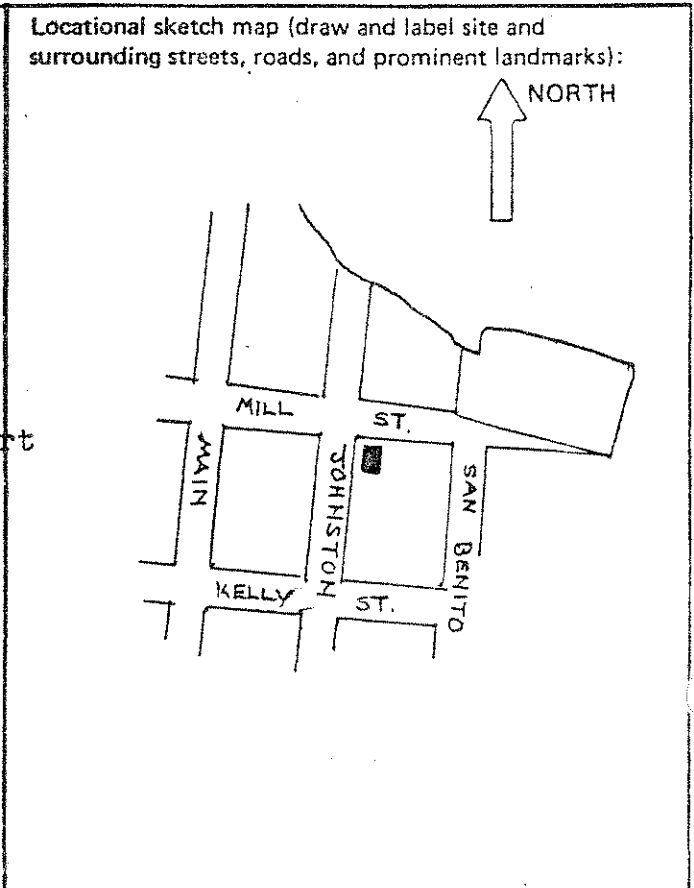 Locational sketch map (draw and label site and
surrounding streets, roads, and prominent landmarks):
NORTH
MILL ST.
rt
MAIN
JOHNSTON
SAN BENITO
KELLY ST.